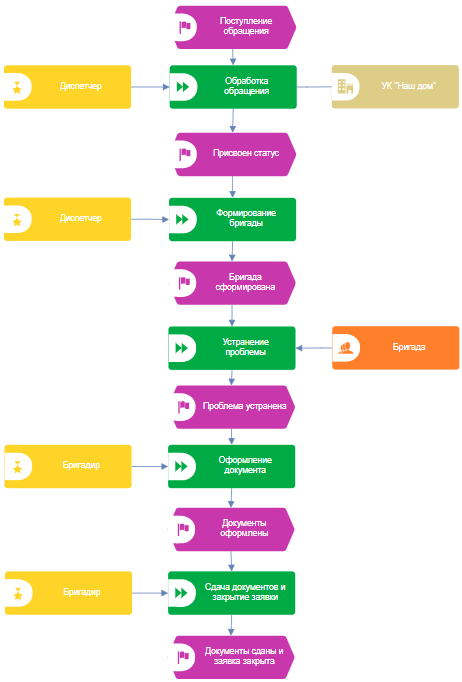 Поступление
обращения
Диспетчер
Обработка
обращения
УК "Наш дом"
Присвоен статус
Диспетчер
Формирование
бригады
Бригада
сформирована
Устранение
проблемы
Бригада
Проблема устранена
Бригадир
Оформление
документа
Документы
оформлены
Бригадир
Сдача документов и
закрытие заявки
Документы сданы и
заявка закрыта